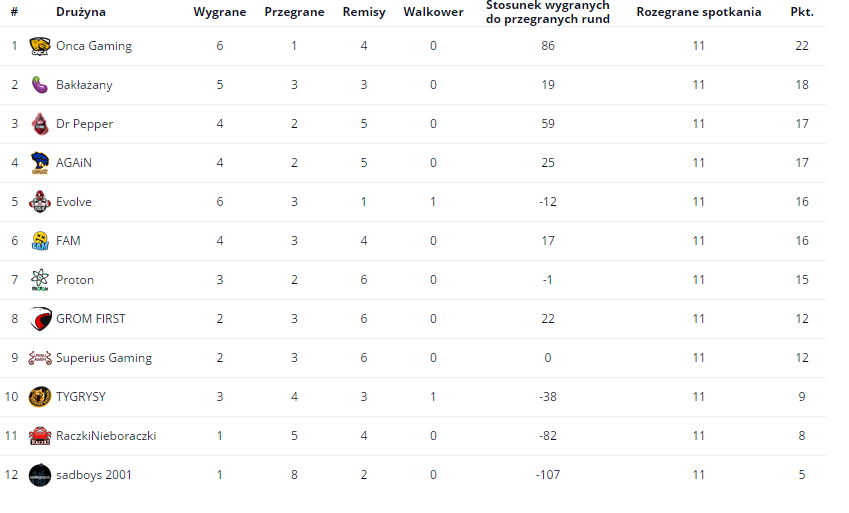 # Drużyna Wygrane Przegrane Remisy Walkower Stosunek wygranych do przegranych rund Rozegrane spotkania Pkt.
1 Onca Gaming 6 1 4 0 86 11 22
2 Bakłażany 5 3 3 0 19 11 18
3 Dr Pepper 4 2 5 0 59 11 17
4 AGAiN 4 2 5 0 25 11 17
5 Evolve 6 3 1 1 -12 11 16
6 FAM 4 3 4 0 17 11 16
7 Proton 3 2 6 0 -1 11 15
8 GROM FIRST 2 3 6 0 22 11 12
9 Superius Gaming 2 3 6 0 0 11 12
10 TYGRYSY 3 4 3 1 -38 11 9
11 RaczkiNieboraczki 1 5 4 0 -82 11 8
12 sadboys 2001 1 8 2 0 -107 11 5